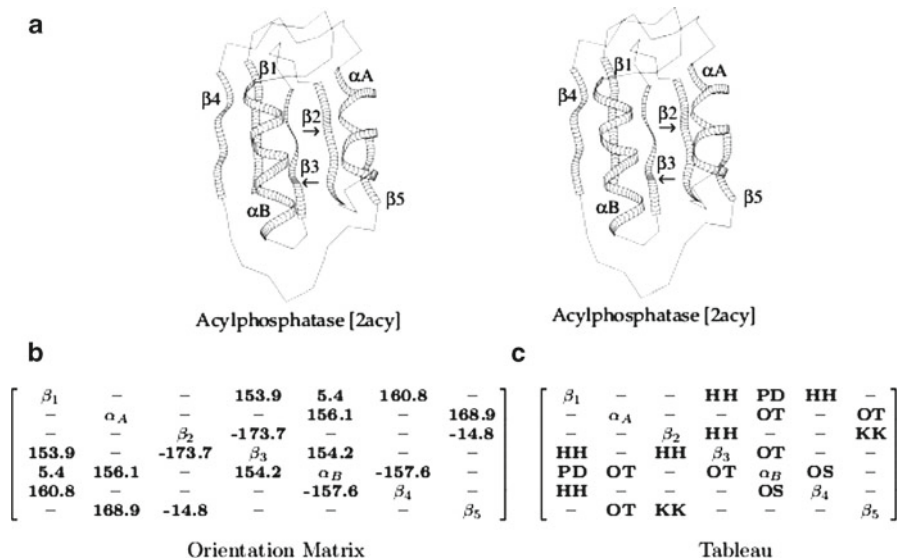 a
β1
αA
β4
β2
→
β3
←
αB
β5
Acylphosphatase [2acy]
β1
αA
β4
β2
→
β3
←
αB
β5
Acylphosphatase [2acy]
b
β₁ – – 153.9 5.4 160.8 –
– α_A – – 156.1 – 168.9
– – β₂ -173.7 – – -14.8
153.9 – -173.7 β₃ 154.2 – –
5.4 156.1 – 154.2 α_B -157.6 –
160.8 – – – -157.6 β₄ –
– 168.9 -14.8 – – – β₅
Orientation Matrix
c
β₁ – – HH PD HH –
– α_A – – OT – OT
– – β₂ HH – – KK
HH – HH β₃ OT – –
PD OT – OT α_B OS –
HH – – – OS β₄ –
– OT KK – – – β₅
Tableau